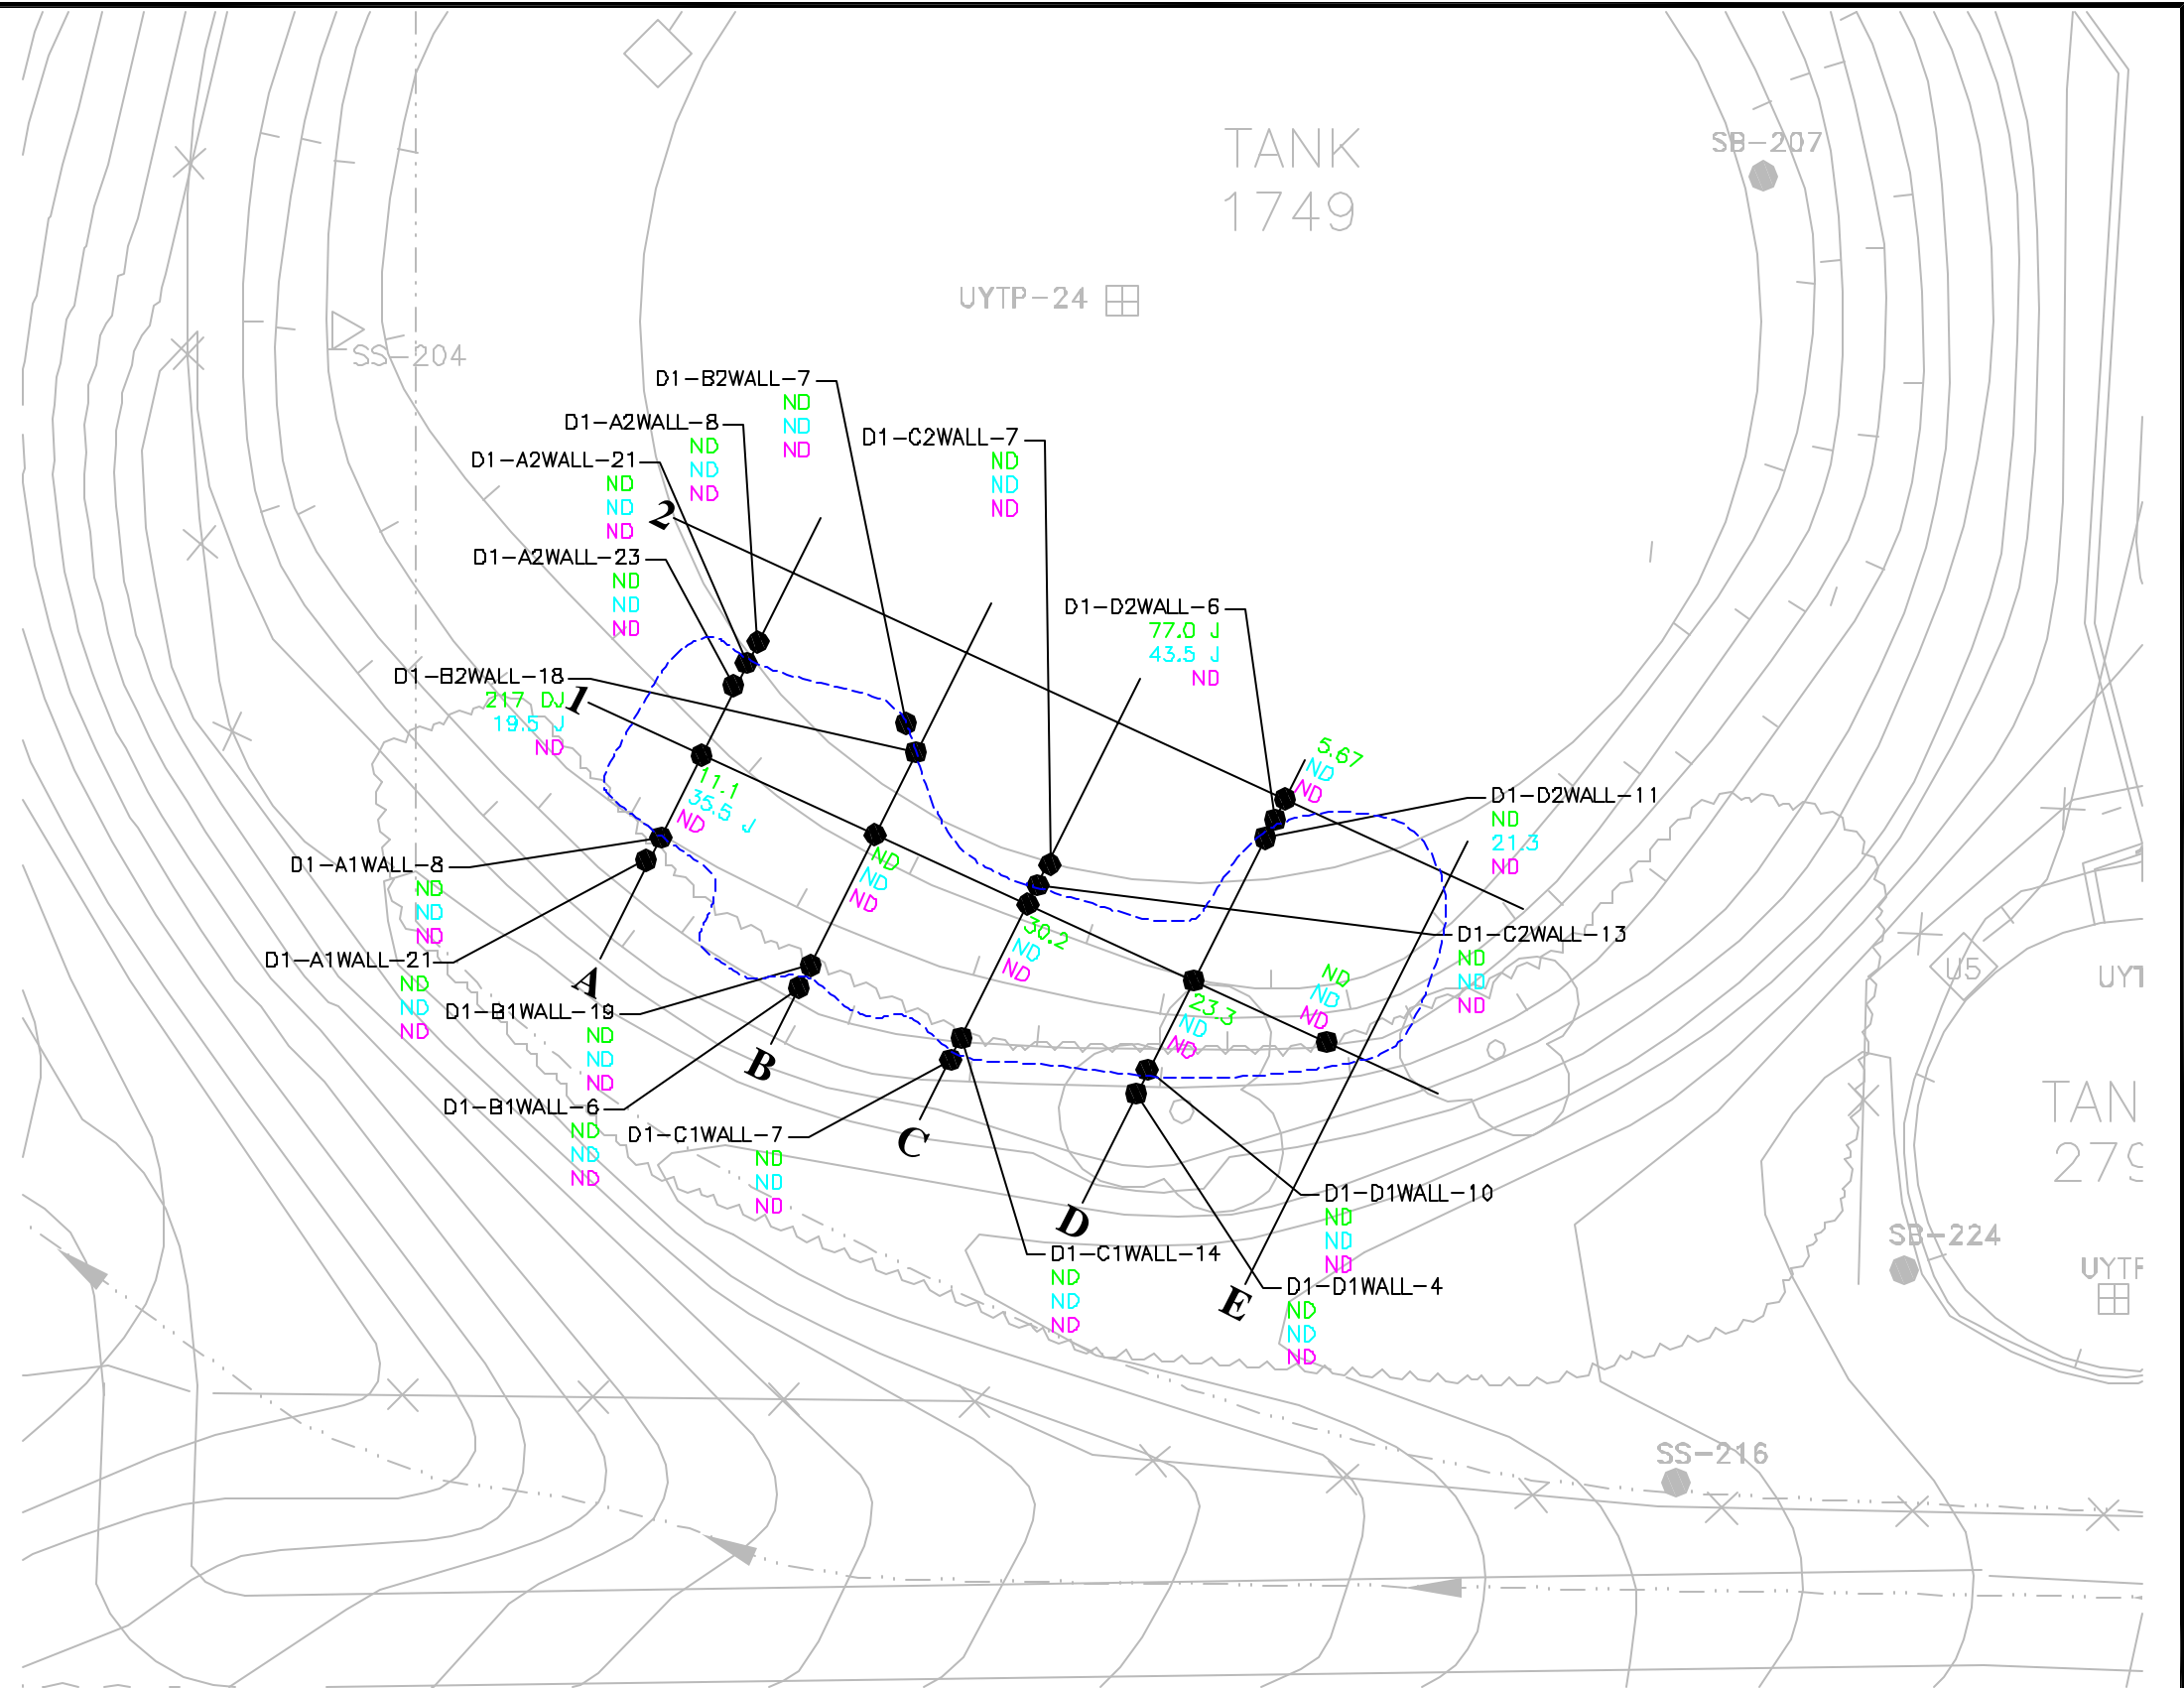 TANK
1749
SB-207
UYTP-24
SS-204
D1-B2WALL-7
ND
ND
ND
D1-A2WALL-8
ND
ND
ND
D1-C2WALL-7
ND
ND
ND
D1-A2WALL-21
ND
ND
ND
2
D1-A2WALL-23
ND
ND
ND
D1-D2WALL-6
77.0 J
43.5 J
ND
D1-B2WALL-18
217 DJ
19.5 J
ND
1
5.67
ND
ND
11.1
35.5 J
ND
D1-D2WALL-11
ND
21.3
ND
ND
ND
ND
D1-A1WALL-8
ND
ND
ND
30.2
ND
ND
D1-C2WALL-13
ND
ND
ND
D1-A1WALL-21
ND
ND
ND
A
U5
UYT
ND
ND
ND
23.3
ND
ND
D1-B1WALL-19
ND
ND
ND
B
D1-B1WALL-6
ND
ND
ND
D1-C1WALL-7
ND
ND
ND
C
TAN
279
D1-D1WALL-10
ND
ND
ND
D
D1-C1WALL-14
ND
ND
ND
SB-224
UYTP
D1-D1WALL-4
ND
ND
ND
E
SS-216